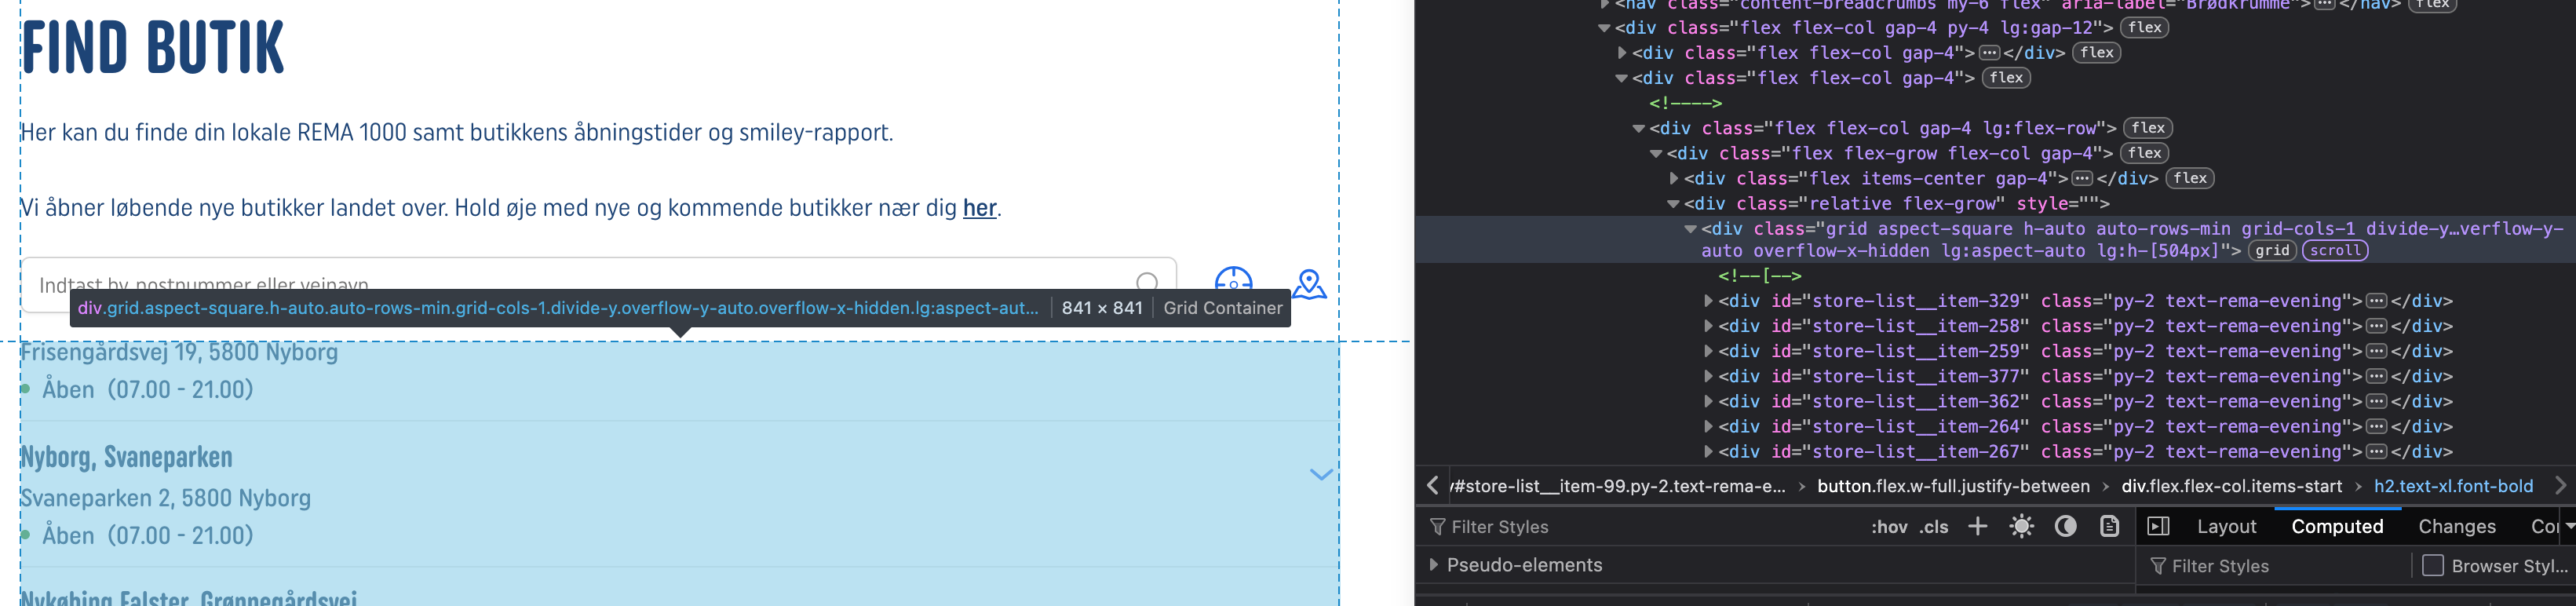 FIND BUTIK
Her kan du finde din lokale REMA 1000 samt butikkens åbningstider og smiley-rapport.
Vi åbner løbende nye butikker landet over. Hold øje med nye og kommende butikker nær dig her.
Indtast by, postnummer eller vejnavn
div.grid.aspect-square.h-auto.auto-rows-min.grid-cols-1.divide-y.overflow-y-auto.overflow-x-hidden.lg:aspect-aut... 841 × 841 Grid Container
Frisengårdsvej 19, 5800 Nyborg
Åben (07.00 - 21.00)
Nyborg, Svaneparken
Svaneparken 2, 5800 Nyborg
Åben (07.00 - 21.00)
Nykøbing Falster, Grønnegårdsvej
<nav class="content-breadcrumbs my-6 flex" aria-label="Brødkrumme">…</nav> flex
<div class="flex flex-col gap-4 py-4 lg:gap-12"> flex
<div class="flex flex-col gap-4">…</div> flex
<div class="flex flex-col gap-4"> flex
<!---->
<div class="flex flex-col gap-4 lg:flex-row"> flex
<div class="flex flex-grow flex-col gap-4"> flex
<div class="flex items-center gap-4">…</div> flex
<div class="relative flex-grow" style="">
<div class="grid aspect-square h-auto auto-rows-min grid-cols-1 divide-y…verflow-y-
auto overflow-x-hidden lg:aspect-auto lg:h-[504px]"> grid scroll
<!--[-->
<div id="store-list__item-329" class="py-2 text-rema-evening">…</div>
<div id="store-list__item-258" class="py-2 text-rema-evening">…</div>
<div id="store-list__item-259" class="py-2 text-rema-evening">…</div>
<div id="store-list__item-377" class="py-2 text-rema-evening">…</div>
<div id="store-list__item-362" class="py-2 text-rema-evening">…</div>
<div id="store-list__item-264" class="py-2 text-rema-evening">…</div>
<div id="store-list__item-267" class="py-2 text-rema-evening">…</div>
#store-list__item-99.py-2.text-rema-e... button.flex.w-full.justify-between div.flex.flex-col.items-start h2.text-xl.font-bold
Filter Styles :hov .cls
Layout Computed Changes Co
Pseudo-elements
Filter Styles Browser Styl...